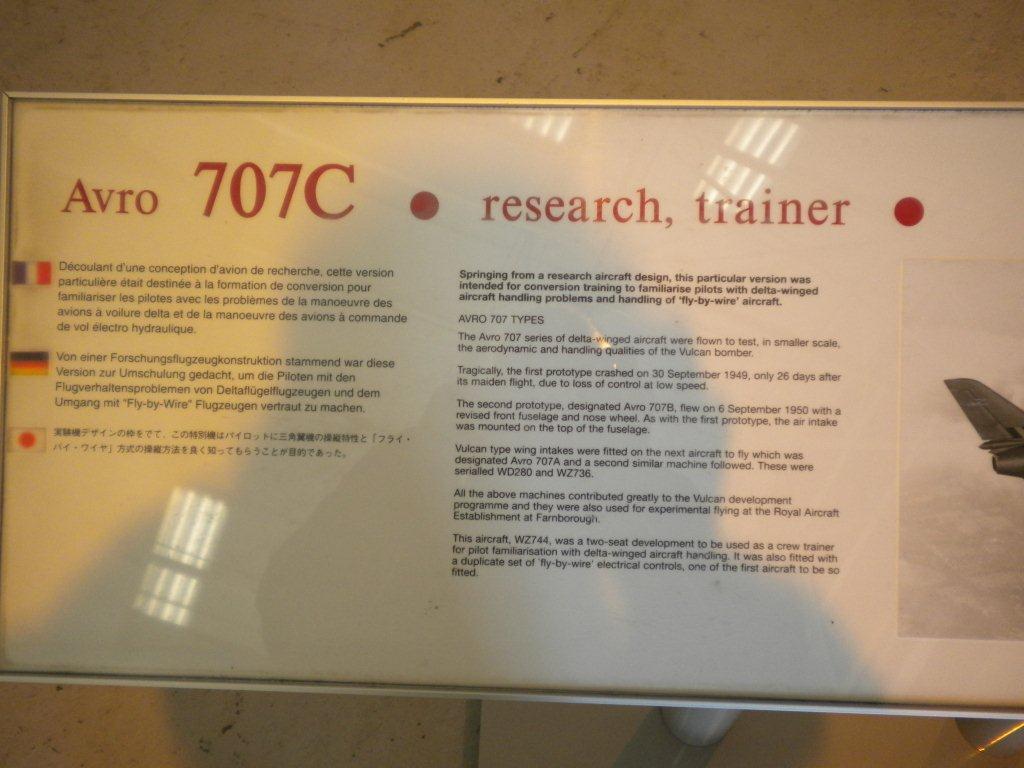 Avro 707C • research, trainer •
Découlant d'une conception d'avion de recherche, cette version
particulière était destinée à la formation de conversion pour
familiariser les pilotes avec les problèmes de la manoeuvre des
avions à voilure delta et de la manoeuvre des avions à commande
de vol électro hydraulique.
Von einer Forschungsflugzeugkonstruktion stammend war diese
Version zur Umschulung gedacht, um die Piloten mit den
Flugverhaltensproblemen von Deltaflügelflugzeugen und dem
Umgang mit "Fly-by-Wire" Flugzeugen vertraut zu machen.
実験機デザインの枠をでて、この特別機はパイロットに三角翼機の操縦特性と「フライ・
バイ・ワイヤ」方式の操縦方法を良く知ってもらうことが目的であった。
Springing from a research aircraft design, this particular version was
intended for conversion training to familiarise pilots with delta-winged
aircraft handling problems and handling of 'fly-by-wire' aircraft.
AVRO 707 TYPES
The Avro 707 series of delta-winged aircraft were flown to test, in smaller scale,
the aerodynamic and handling qualities of the Vulcan bomber.
Tragically, the first prototype crashed on 30 September 1949, only 26 days after
its maiden flight, due to loss of control at low speed.
The second prototype, designated Avro 707B, flew on 6 September 1950 with a
revised front fuselage and nose wheel. As with the first prototype, the air intake
was mounted on the top of the fuselage.
Vulcan type wing intakes were fitted on the next aircraft to fly which was
designated Avro 707A and a second similar machine followed. These were
serialled WD280 and WZ736.
All the above machines contributed greatly to the Vulcan development
programme and they were also used for experimental flying at the Royal Aircraft
Establishment at Farnborough.
This aircraft, WZ744, was a two-seat development to be used as a crew trainer
for pilot familiarisation with delta-winged aircraft handling. It was also fitted with
a duplicate set of 'fly-by-wire' electrical controls, one of the first aircraft to be so
fitted.